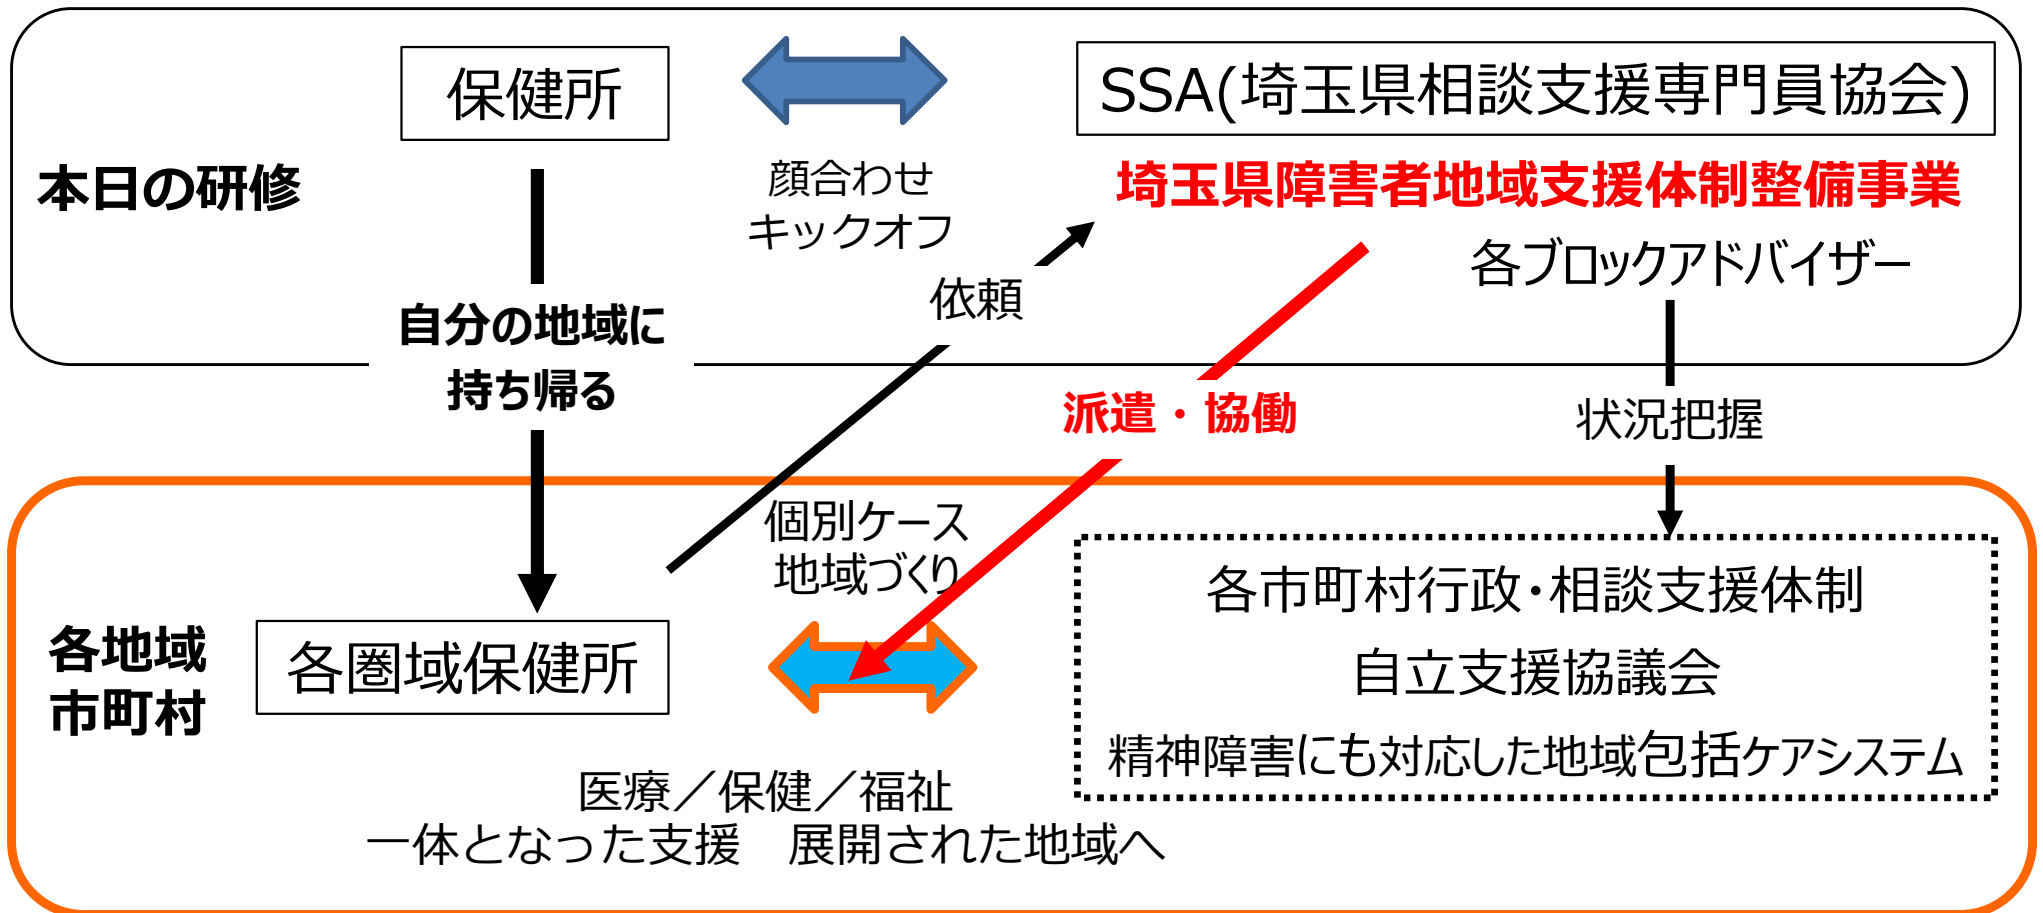 保健所
SSA(埼玉県相談支援専門員協会)
本日の研修
顔合わせ
キックオフ
埼玉県障害者地域支援体制整備事業
各ブロックアドバイザー
依頼
自分の地域に
持ち帰る
派遣・協働
状況把握
個別ケース
地域づくり
各地域
市町村
各圏域保健所
各市町村行政・相談支援体制
自立支援協議会
精神障害にも対応した地域包括ケアシステム
医療／保健／福祉
一体となった支援　展開された地域へ